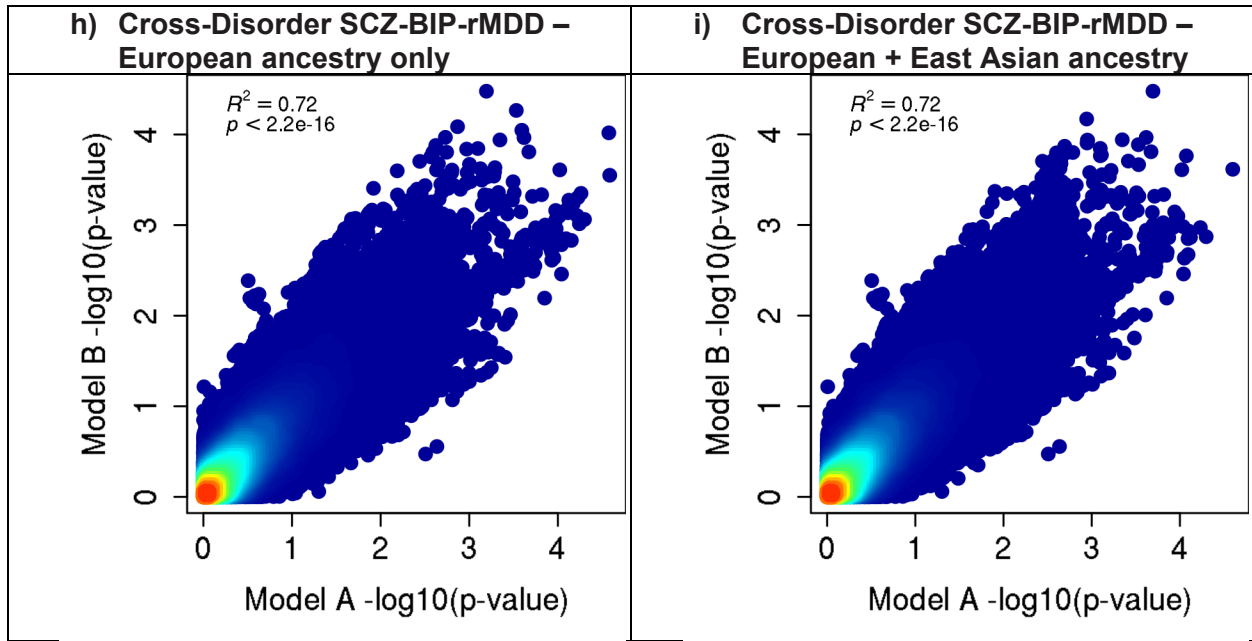 h) Cross-Disorder SCZ-BIP-rMDD –
European ancestry only
R² = 0.72
p < 2.2e-16
4
3
2
1
0
Model B -log10(p-value)
0 1 2 3 4
Model A -log10(p-value)
i) Cross-Disorder SCZ-BIP-rMDD –
European + East Asian ancestry
R² = 0.72
p < 2.2e-16
4
3
2
1
0
Model B -log10(p-value)
0 1 2 3 4
Model A -log10(p-value)